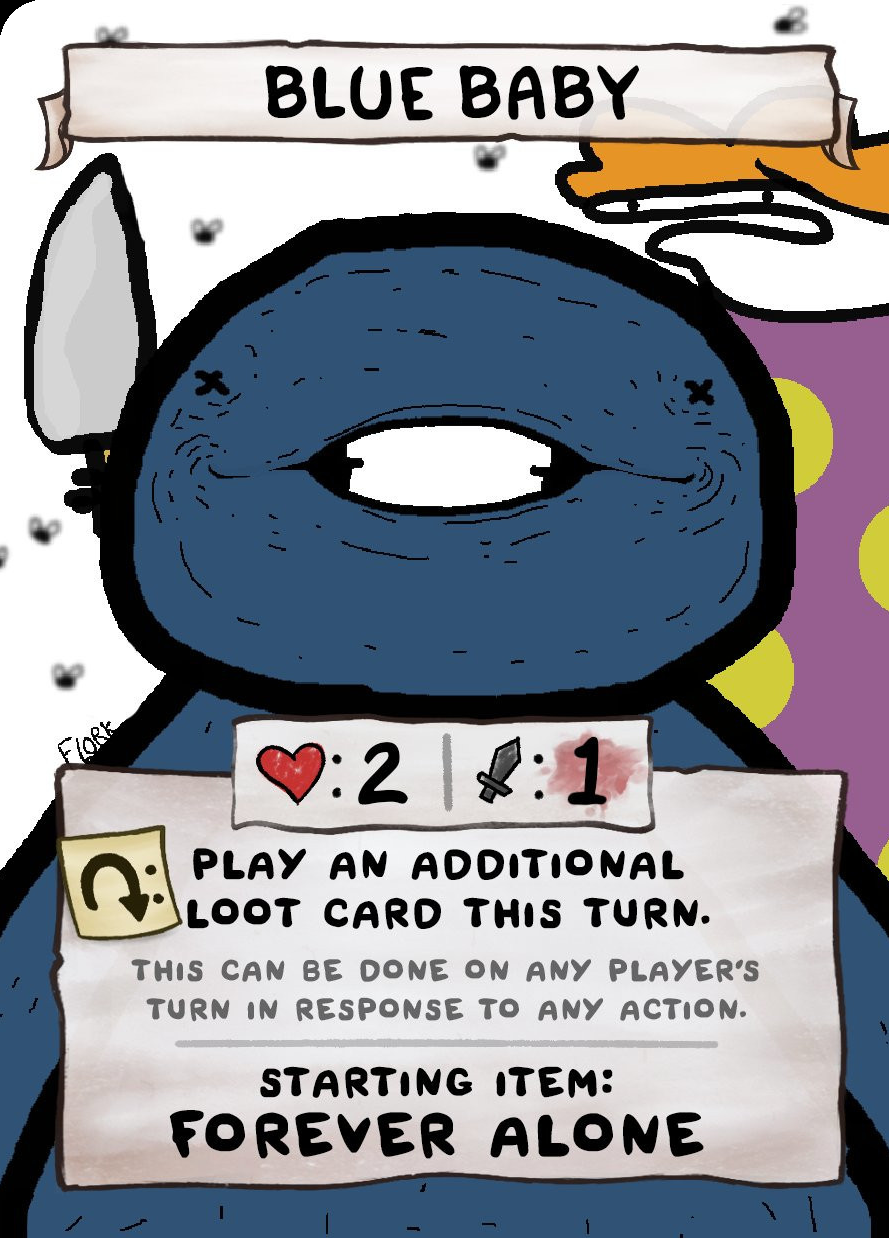 BLUE BABY
FLORK
:2 | :1
PLAY AN ADDITIONAL
LOOT CARD THIS TURN.
THIS CAN BE DONE ON ANY PLAYER'S
TURN IN RESPONSE TO ANY ACTION.
STARTING ITEM:
FOREVER ALONE